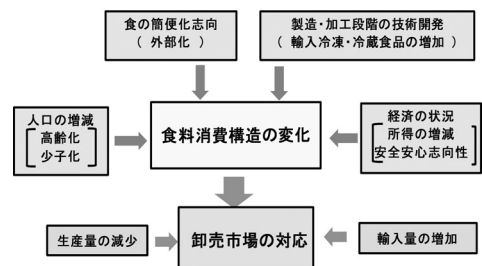 食の簡便化志向
（ 外部化 ）
製造・加工段階の技術開発
（ 輸入冷凍・冷蔵食品の増加 ）
人口の増減
高齢化
少子化
食料消費構造の変化
経済の状況
所得の増減
安全安心志向性
生産量の減少
卸売市場の対応
輸入量の増加